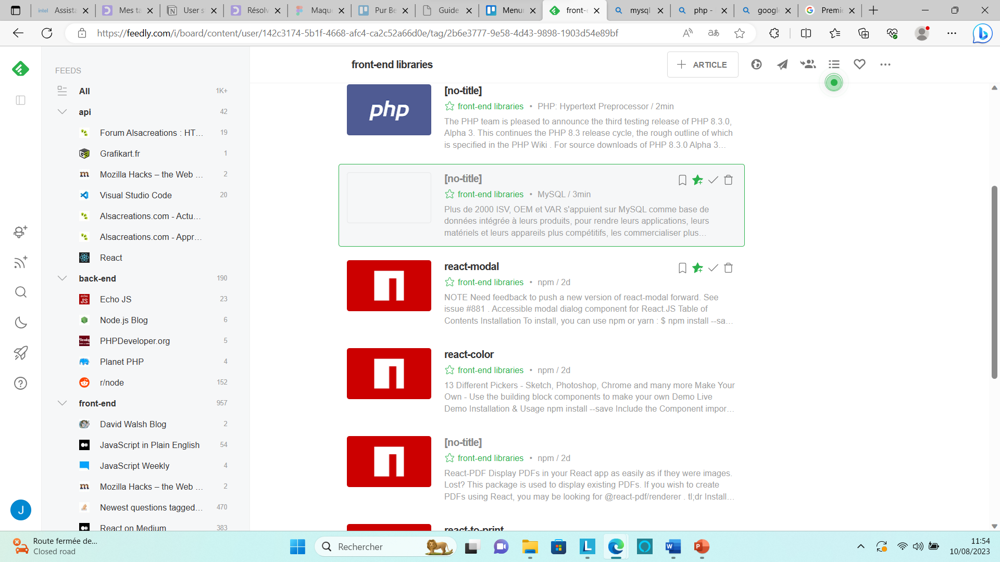 intel Assista
Mes ta
User s
Résolv
Maque
Pur Be
Guide
Menu
front-e
mysql
php -
googl
Premie
https://feedly.com/i/board/content/user/142c3174-5b1f-4668-afc4-ca2c52a66d0e/tag/2b6e3777-9e58-4d43-9898-1903d54e89bf
FEEDS
All 1K+
api 42
Forum Alsacreations : HT... 19
Grafikart.fr 1
Mozilla Hacks – the Web ... 2
Visual Studio Code 20
Alsacreations.com - Actu...
Alsacreations.com - Appr...
React
back-end 190
Echo JS 23
Node.js Blog 6
PHPDeveloper.org 5
Planet PHP 4
r/node 152
front-end 957
David Walsh Blog 2
JavaScript in Plain English 54
JavaScript Weekly 4
Mozilla Hacks – the Web ... 2
Newest questions tagged... 470
React on Medium 383
J
front-end libraries
ARTICLE
php
[no-title]
front-end libraries • PHP: Hypertext Preprocessor / 2min
The PHP team is pleased to announce the third testing release of PHP 8.3.0,
Alpha 3. This continues the PHP 8.3 release cycle, the rough outline of which
is specified in the PHP Wiki . For source downloads of PHP 8.3.0 Alpha 3...
[no-title]
front-end libraries • MySQL / 3min
Plus de 2000 ISV, OEM et VAR s'appuient sur MySQL comme base de
données intégrée à leurs produits, pour rendre leurs applications, leurs
matériels et leurs appareils plus compétitifs, les commercialiser plus...
react-modal
front-end libraries • npm / 2d
NOTE Need feedback to push a new version of react-modal forward. See
issue #881 . Accessible modal dialog component for React.JS Table of
Contents Installation To install, you can use npm or yarn : $ npm install --sa...
react-color
front-end libraries • npm / 2d
13 Different Pickers - Sketch, Photoshop, Chrome and many more Make Your
Own - Use the building block components to make your own Demo Live
Demo Installation & Usage npm install --save Include the Component impor...
[no-title]
front-end libraries • npm / 2d
React-PDF Display PDFs in your React app as easily as if they were images.
Lost? This package is used to display existing PDFs. If you wish to create
PDFs using React, you may be looking for @react-pdf/renderer . tl;dr Install...
react-to-print
Route fermée de...
Closed road
Rechercher
11:54
10/08/2023